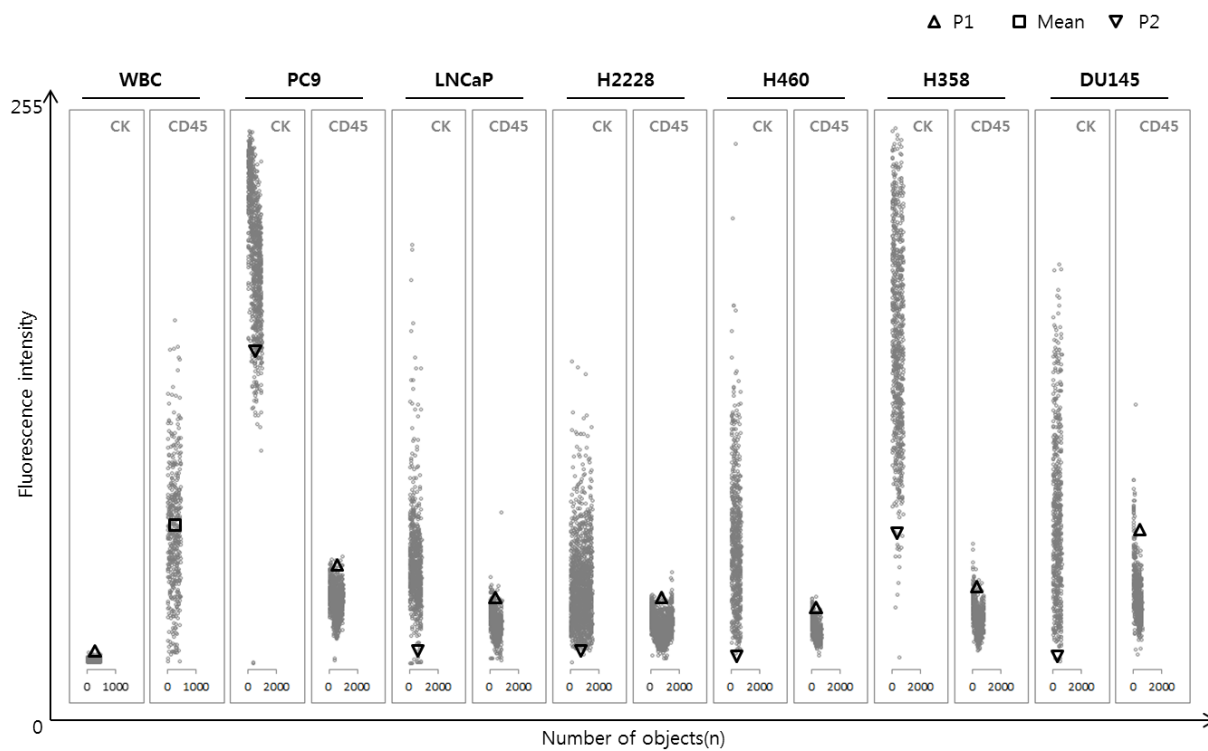 P1 Mean P2
WBC PC9 LNCaP H2228 H460 H358 DU145
255
CK CD45 CK CD45 CK CD45 CK CD45 CK CD45 CK CD45 CK CD45
Fluorescence intensity
0 1000 0 1000 0 2000 0 2000 0 2000 0 2000 0 2000 0 2000 0 2000 0 2000 0 2000 0 2000 0 2000 0 2000
0
Number of objects(n)